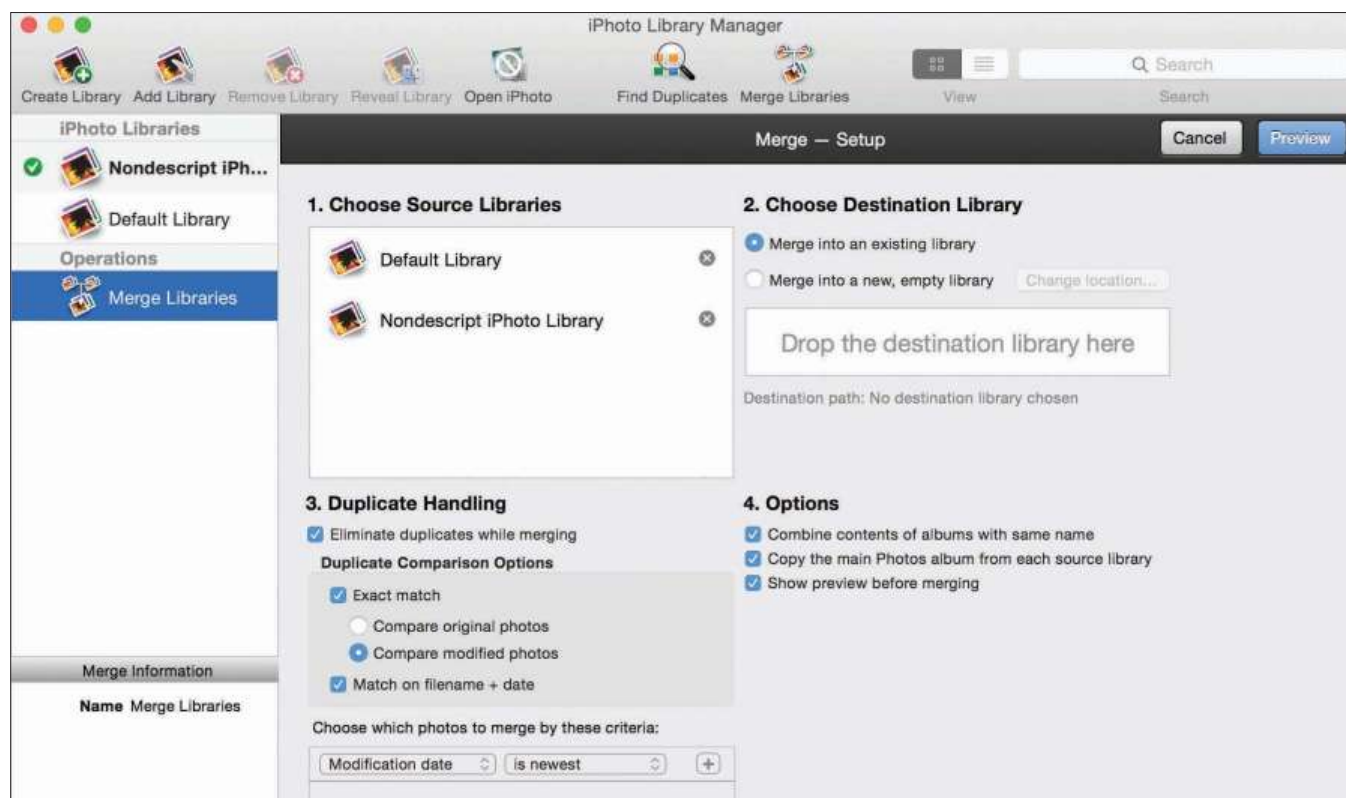 iPhoto Library Manager
Create Library Add Library Remove Library Reveal Library Open iPhoto Find Duplicates Merge Libraries View Search
Search
iPhoto Libraries
Nondescript iPh...
Default Library
Operations
Merge Libraries
Merge Information
Name Merge Libraries
Merge — Setup
Cancel
Preview
1. Choose Source Libraries
Default Library
Nondescript iPhoto Library
2. Choose Destination Library
Merge into an existing library
Merge into a new, empty library Change location...
Drop the destination library here
Destination path: No destination library chosen
3. Duplicate Handling
Eliminate duplicates while merging
Duplicate Comparison Options
Exact match
Compare original photos
Compare modified photos
Match on filename + date
Choose which photos to merge by these criteria:
Modification date is newest
4. Options
Combine contents of albums with same name
Copy the main Photos album from each source library
Show preview before merging